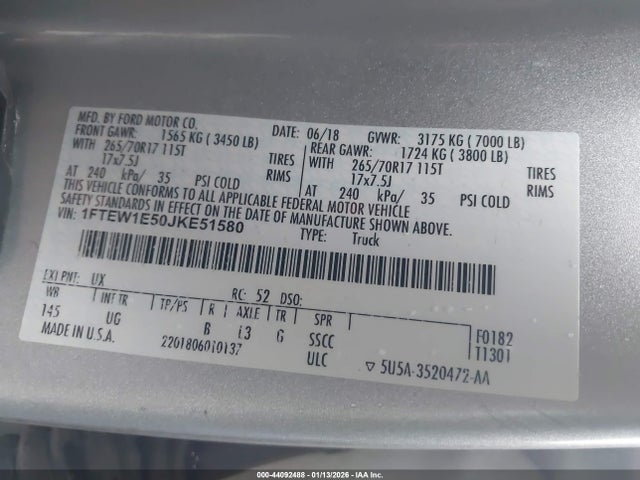 MFD. BY FORD MOTOR CO.
DATE: 06/18 GVWR: 3175 KG ( 7000 LB)
FRONT GAWR: 1565 KG ( 3450 LB) REAR GAWR: 1724 KG ( 3800 LB)
WITH 265/70R17 115T TIRES WITH 265/70R17 115T TIRES
17x7.5J RIMS 17x7.5J RIMS
AT 240 kPa/ 35 PSI COLD AT 240 kPa/ 35 PSI COLD
THIS VEHICLE CONFORMS TO ALL APPLICABLE FEDERAL MOTOR VEHICLE
SAFETY STANDARDS IN EFFECT ON THE DATE OF MANUFACTURE SHOWN ABOVE.
VIN: 1FTEW1E50JKE51580
TYPE: Truck
EXT PNT: UX RC: 52 DSO:
WB INT TR TP/PS R AXLE TR SPR
145 UG B L3 G SSCC
ULC
F0182
T1301
MADE IN U.S.A. 2201806010137
▽ 5U5A-3520472-AA
000-44092488 - 01/13/2026 - IAA, Inc.